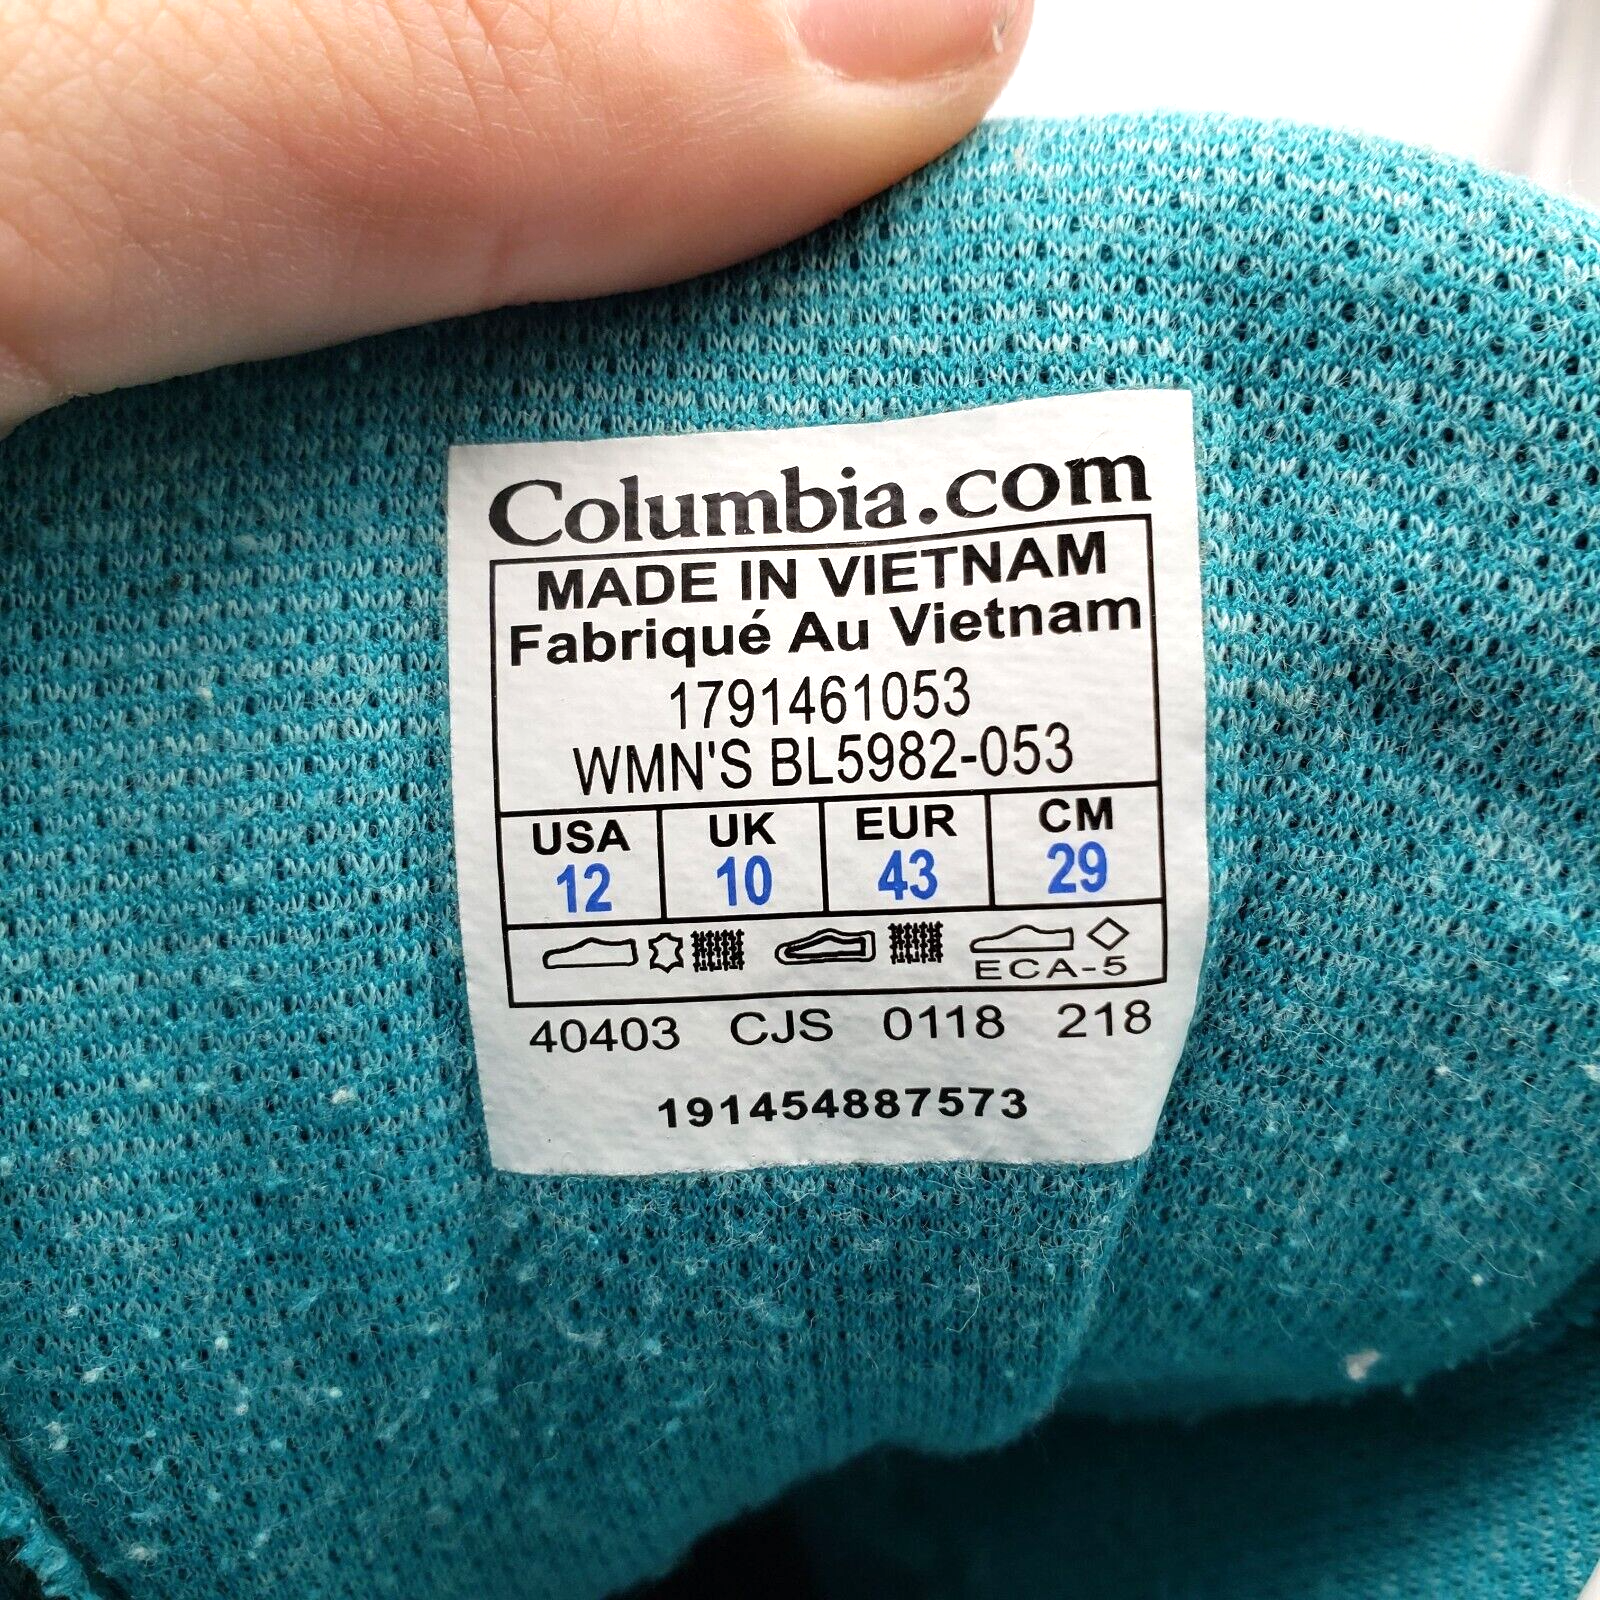 Columbia.com
MADE IN VIETNAM
Fabriqué Au Vietnam
1791461053
WMN'S BL5982-053
USA UK EUR CM
12 10 43 29
ECA-5
40403 CJS 0118 218
191454887573